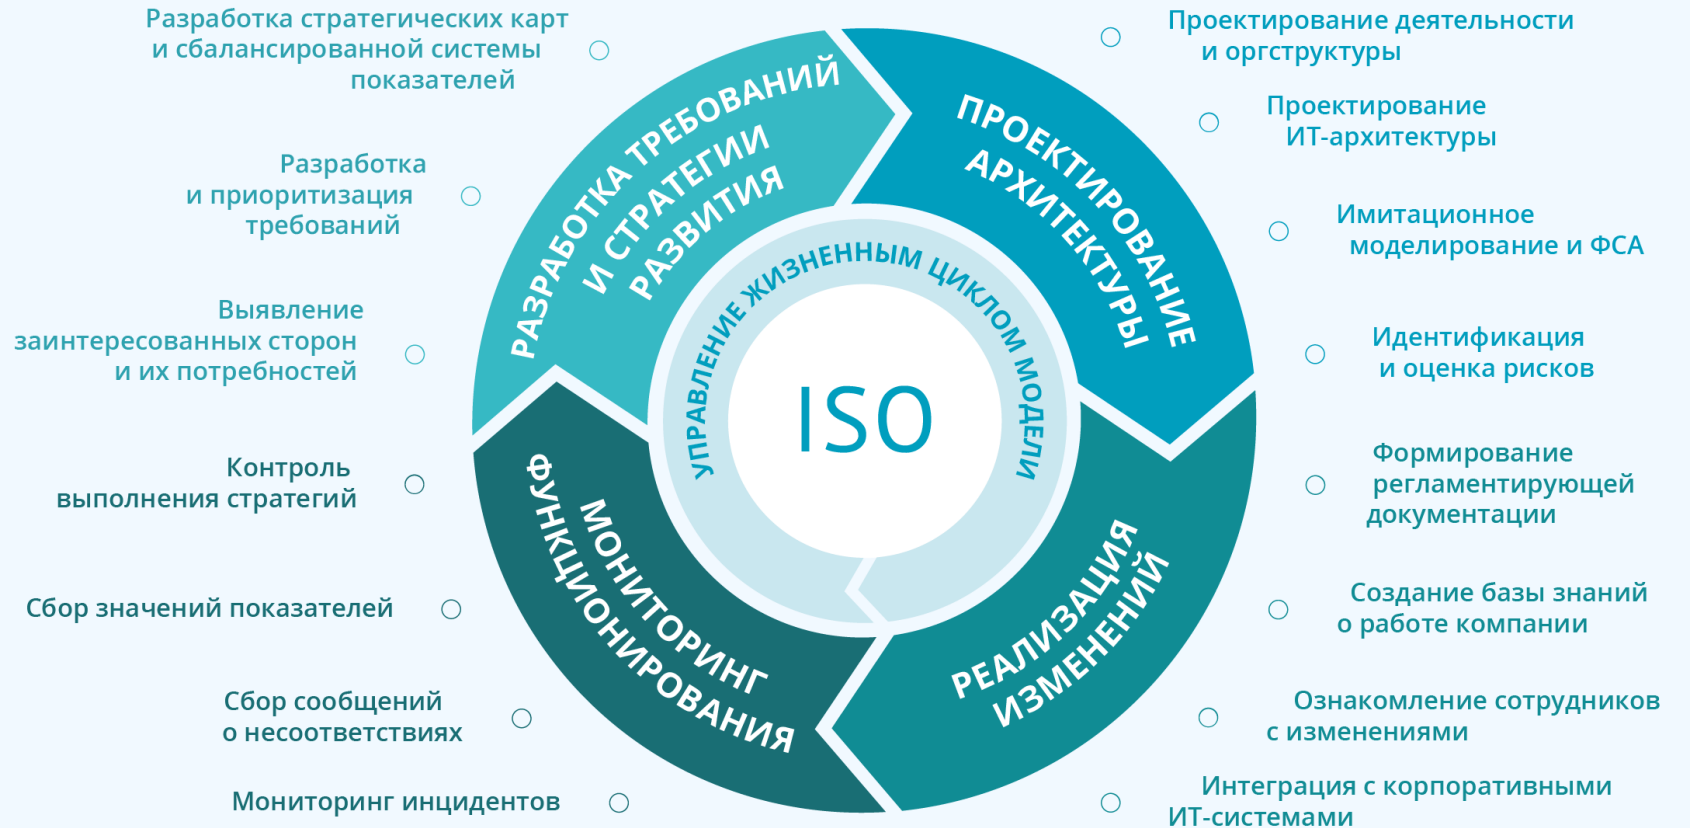 Разработка стратегических карт
и сбалансированной системы
показателей
Разработка
и приоритизация
требований
Выявление
заинтересованных сторон
и их потребностей
Контроль
выполнения стратегий
Сбор значений показателей
Сбор сообщений
о несоответствиях
Мониторинг инцидентов
РАЗРАБОТКА ТРЕБОВАНИЙ
И СТРАТЕГИИ
РАЗВИТИЯ
ПРОЕКТИРОВАНИЕ
АРХИТЕКТУРЫ
УПРАВЛЕНИЕ ЖИЗНЕННЫМ ЦИКЛОМ МОДЕЛИ
ISO
МОНИТОРИНГ
ФУНКЦИОНИРОВАНИЯ
РЕАЛИЗАЦИЯ
ИЗМЕНЕНИЙ
Проектирование деятельности
и оргструктуры
Проектирование
ИТ-архитектуры
Имитационное
моделирование и ФСА
Идентификация
и оценка рисков
Формирование
регламентирующей
документации
Создание базы знаний
о работе компании
Ознакомление сотрудников
с изменениями
Интеграция с корпоративными
ИТ-системами